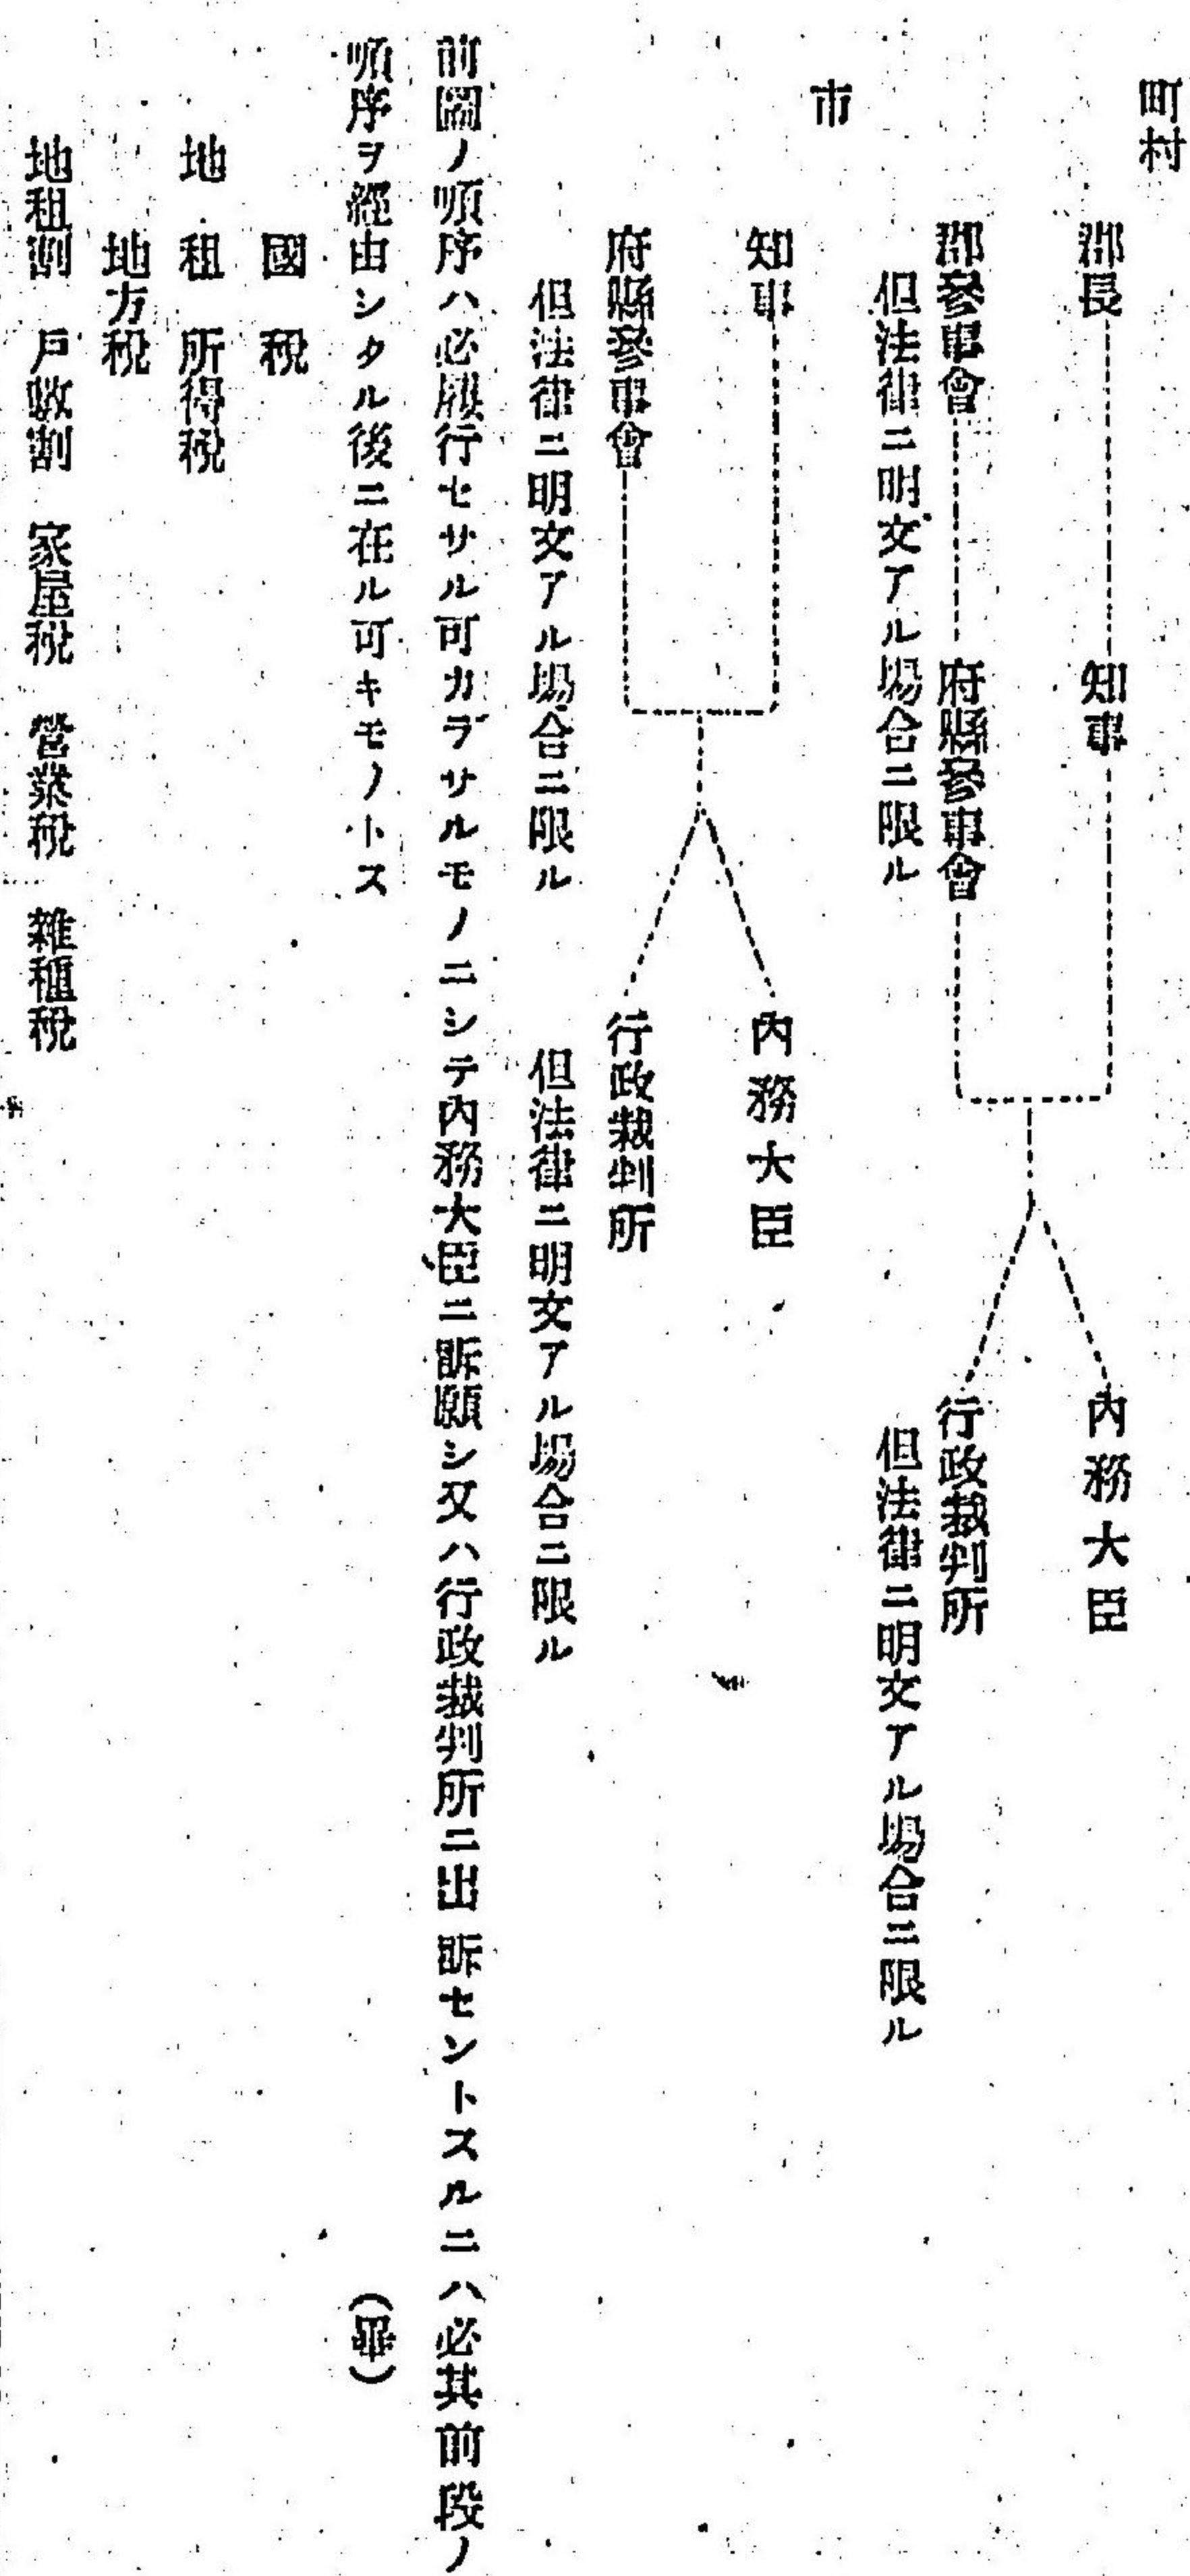 町村
郡長 知事 內務大臣
郡參事會 府縣參事會 行政裁判所
但法律ニ明文アル場合ニ限ル 但法律ニ明文アル場合ニ限ル
市
知事 內務大臣
府縣參事會 行政裁判所
但法律ニ明文アル場合ニ限ル 但法律ニ明文アル場合ニ限ル
前圖ノ順序ハ必履行セサル可カラサルモノニシテ內務大臣ニ訴願シ又ハ行政裁判所ニ出訴セントスルニハ必其前段ノ
順序ヲ經由シタル後ニ在ル可キモノトス (畢)
國稅
地租 所得稅
地方稅
地租割 戶數割 家屋稅 營業稅 雜種稅